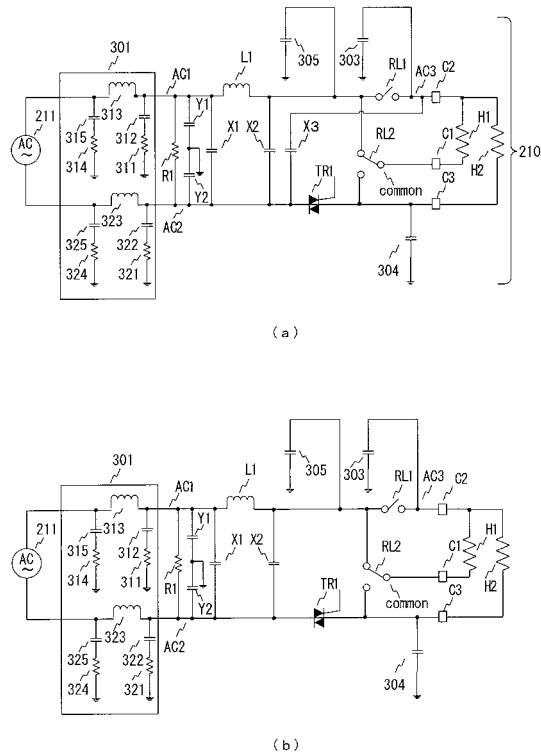 301
305
303
L1
RL1
AC3
C2
AC1
211
AC
315
313
312
Y1
X1
X2
X3
RL2
C1
H1
210
314
311
R1
Y2
TR1
common
C3
H2
323
AC2
325
322
324
321
304
(a)
301
305
303
L1
RL1
AC3
C2
AC1
211
AC
315
313
312
Y1
X1
X2
RL2
C1
H1
314
311
R1
Y2
TR1
common
C3
H2
323
AC2
325
322
324
321
304
(b)